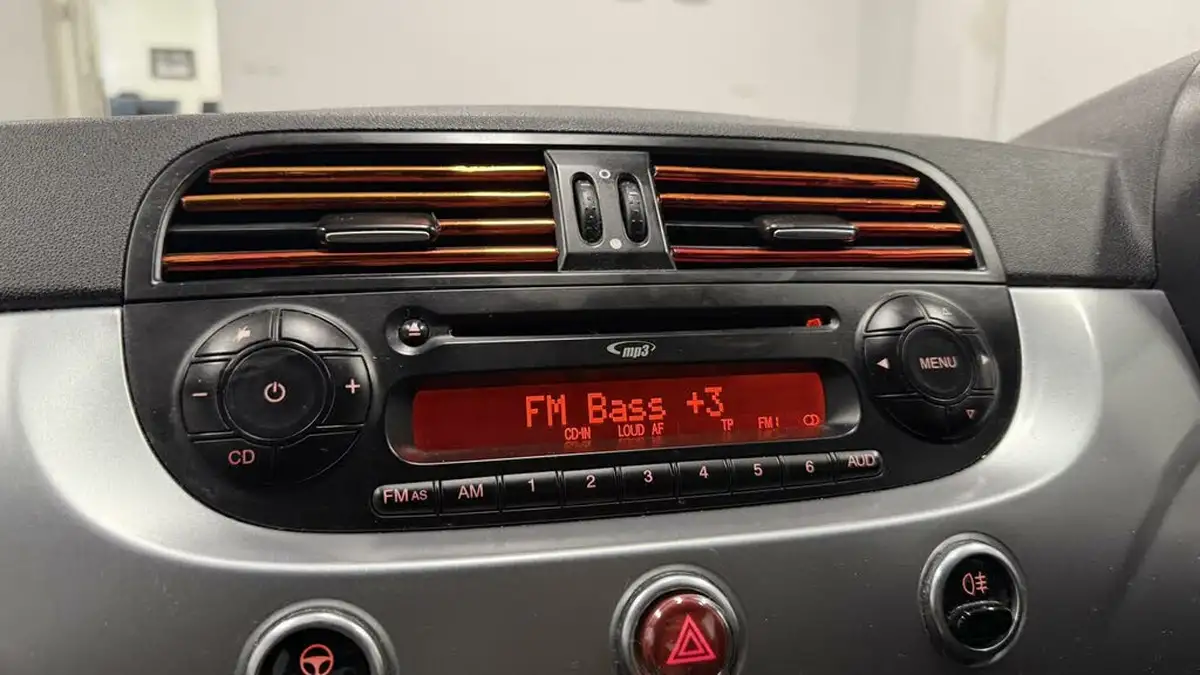 mp3
MENU
FM Bass +3
CD-IN LOUD AF TP FM1 CD
CD
FM AS AM 1 2 3 4 5 6 AUD